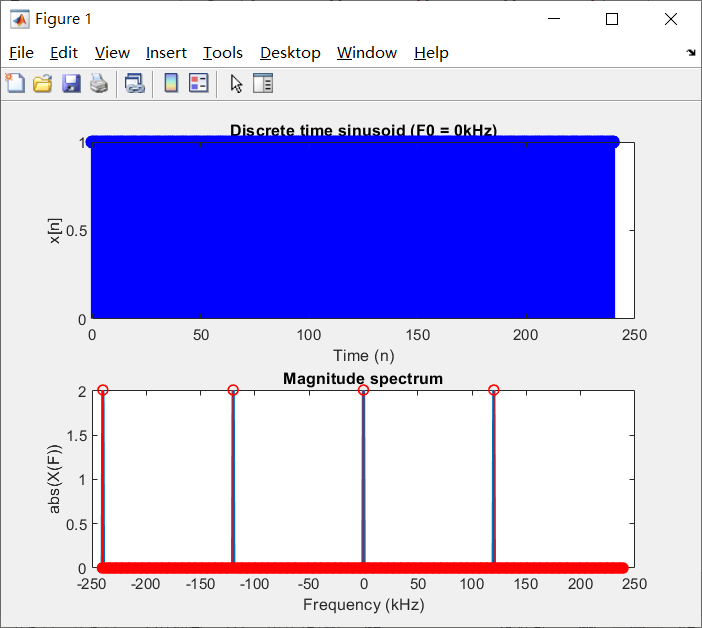 Figure 1
File Edit View Insert Tools Desktop Window Help
Discrete time sinusoid (F0 = 0kHz)
1
0.5
0
x[n]
0 50 100 150 200 250
Time (n)
Magnitude spectrum
2
1.5
1
0.5
0
abs(X(F))
-250 -200 -150 -100 -50 0 50 100 150 200 250
Frequency (kHz)